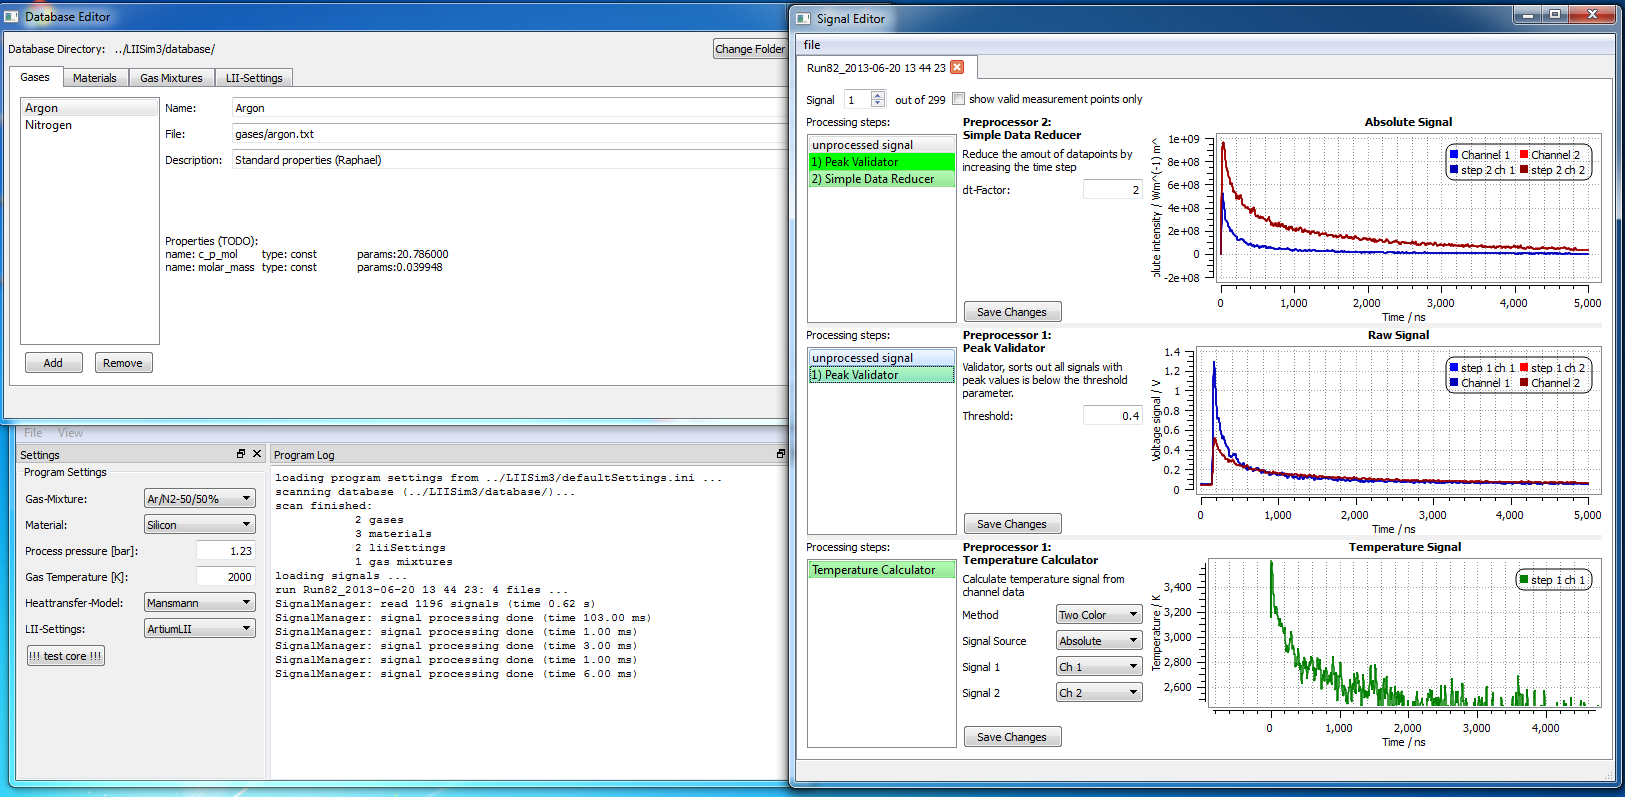 Database Editor
Database Directory: ../LIISim3/database/
Change Folder
Gases Materials Gas Mixtures LII-Settings
Argon
Nitrogen
Name: Argon
File: gases/argon.txt
Description: Standard properties (Raphael)
Properties (TODO):
name: c_p_mol type: const params:20.786000
name: molar_mass type: const params:0.039948
Add Remove
File View
Settings
Program Settings
Gas-Mixture: Ar/N2-50/50%
Material: Silicon
Process pressure [bar]: 1.23
Gas Temperature [K]: 2000
Heattransfer-Model: Mansmann
LII-Settings: ArtiumLII
!!! test core !!!
Program Log
loading program settings from ../LIISim3/defaultSettings.ini ...
scanning database (../LIISim3/database/)...
scan finished:
2 gases
3 materials
2 liiSettings
1 gas mixtures
loading signals ...
run Run82_2013-06-20 13 44 23: 4 files ...
SignalManager: read 1196 signals (time 0.62 s)
SignalManager: signal processing done (time 103.00 ms)
SignalManager: signal processing done (time 1.00 ms)
SignalManager: signal processing done (time 3.00 ms)
SignalManager: signal processing done (time 1.00 ms)
SignalManager: signal processing done (time 6.00 ms)
Signal Editor
file
Run82_2013-06-20 13 44 23
Signal 1 out of 299 show valid measurement points only
Processing steps:
unprocessed signal
1) Peak Validator
2) Simple Data Reducer
Preprocessor 2:
Simple Data Reducer
Reduce the amout of datapoints by
increasing the time step
dt-Factor: 2
Save Changes
Absolute Signal
Channel 1 Channel 2
step 2 ch 1 step 2 ch 2
1e+09
8e+08
6e+08
4e+08
2e+08
0
-2e+08
olute intensity / Wm^(-1) m^
0 1,000 2,000 3,000 4,000 5,000
Time / ns
Processing steps:
unprocessed signal
1) Peak Validator
Preprocessor 1:
Peak Validator
Validator, sorts out all signals with
peak values is below the threshold
parameter.
Threshold: 0.4
Save Changes
Raw Signal
step 1 ch 1 step 1 ch 2
Channel 1 Channel 2
1.4
1.2
1
0.8
0.6
0.4
0.2
0
Voltage signal / V
0 1,000 2,000 3,000 4,000 5,000
Time / ns
Processing steps:
Temperature Calculator
Preprocessor 1:
Temperature Calculator
Calculate temperature signal from
channel data
Method Two Color
Signal Source Absolute
Signal 1 Ch 1
Signal 2 Ch 2
Save Changes
Temperature Signal
step 1 ch 1
3,400
3,200
3,000
2,800
2,600
Temperature / K
0 1,000 2,000 3,000 4,000
Time / ns